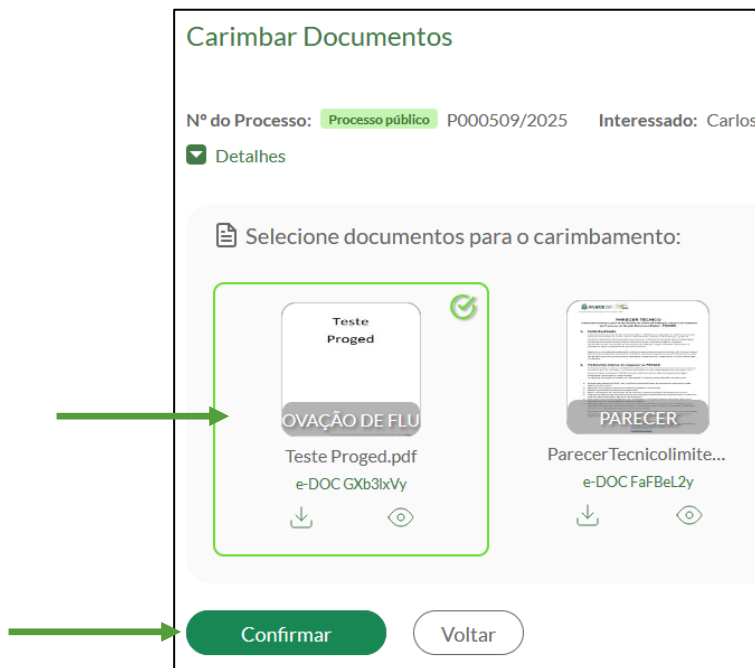 Carimbar Documentos
Nº do Processo: Processo público P000509/2025 Interessado: Carlos
Detalhes
Selecione documentos para o carimbamento:
Teste
Proged
OVAÇÃO DE FLU
Teste Proged.pdf
e-DOC GXb3lxVy
PARECER TECNICO
PARECER
ParecerTecnicolimite...
e-DOC FaFBeL2y
Confirmar Voltar